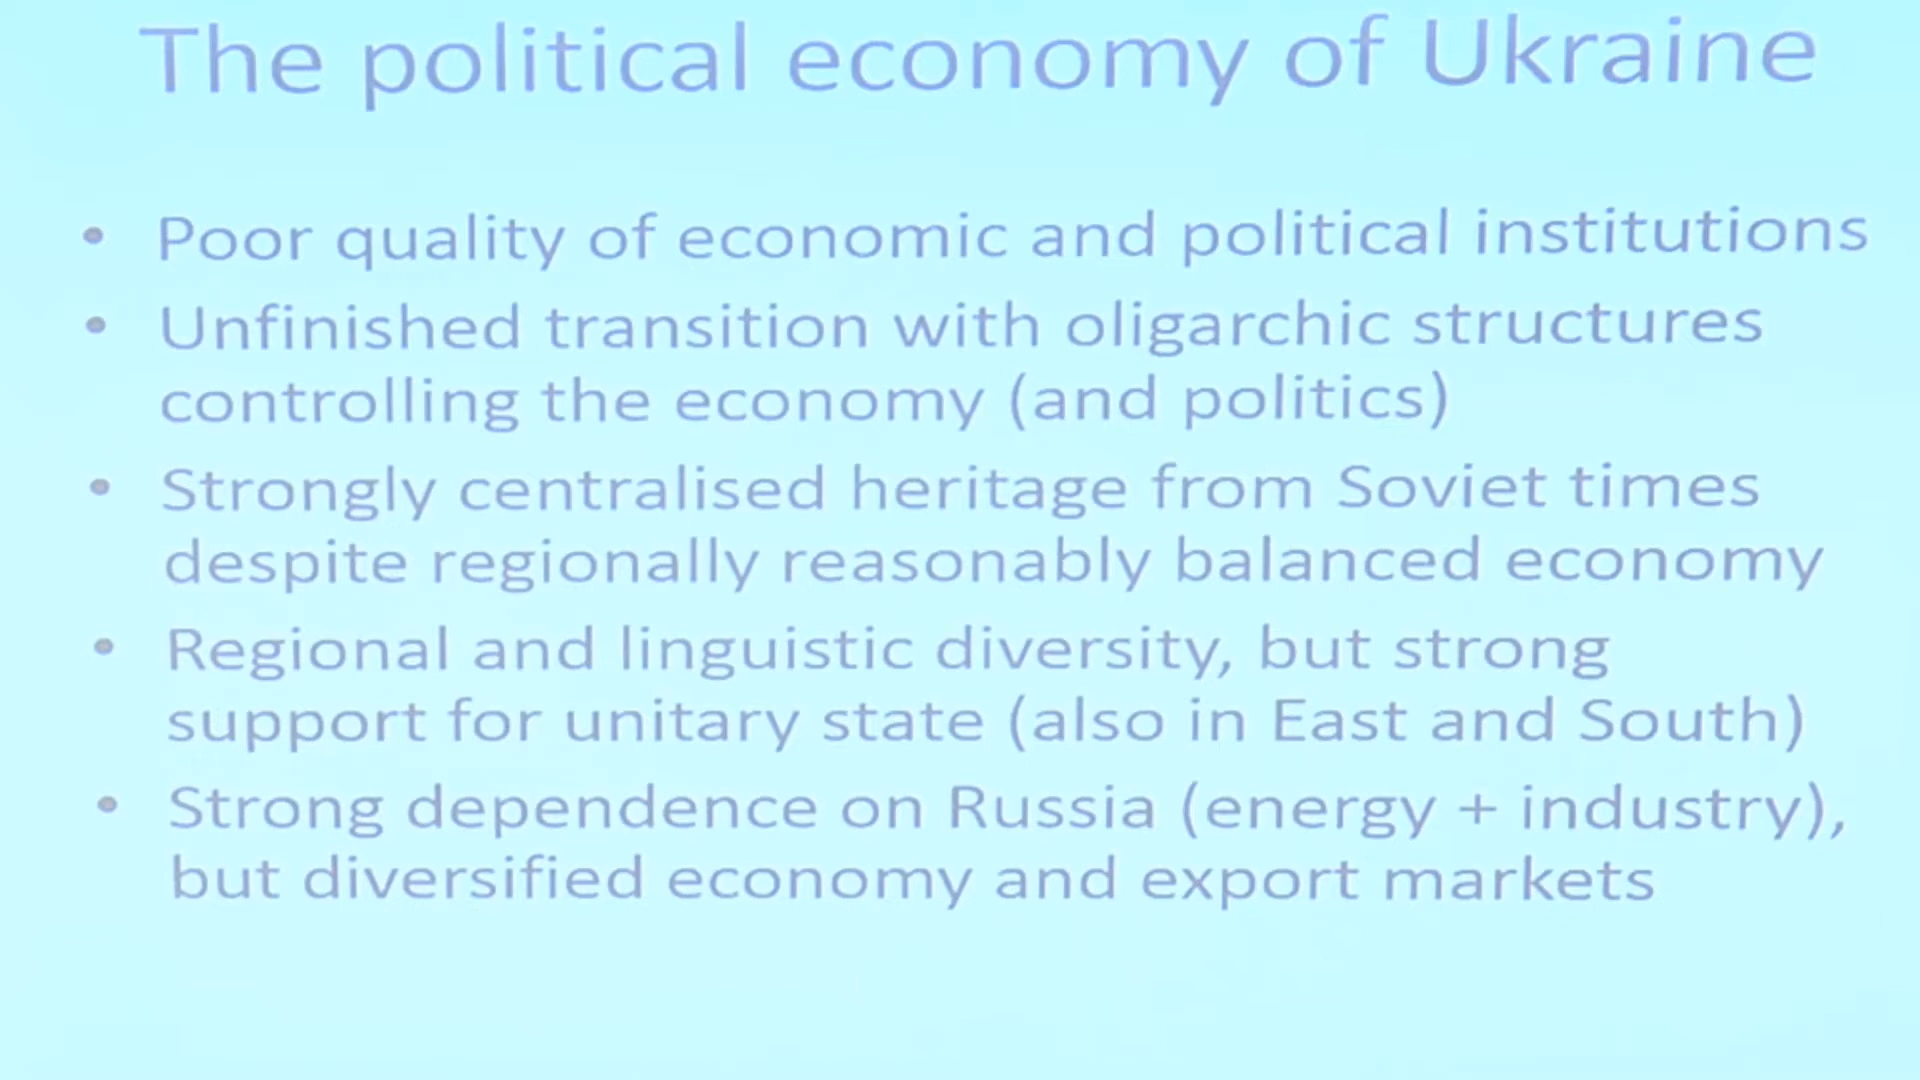 The political economy of Ukraine
• Poor quality of economic and political institutions
• Unfinished transition with oligarchic structures
controlling the economy (and politics)
• Strongly centralised heritage from Soviet times
despite regionally reasonably balanced economy
• Regional and linguistic diversity, but strong
support for unitary state (also in East and South)
• Strong dependence on Russia (energy + industry),
but diversified economy and export markets